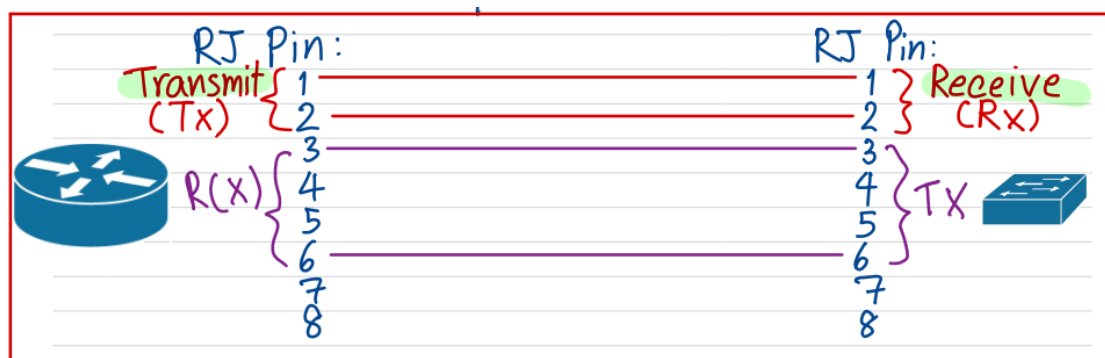 RJ Pin: RJ Pin:
Transmit 1 1 Receive
(Tx) 2 2 (Rx)
3 3
R(X) 4 4 TX
5 5
6 6
7 7
8 8